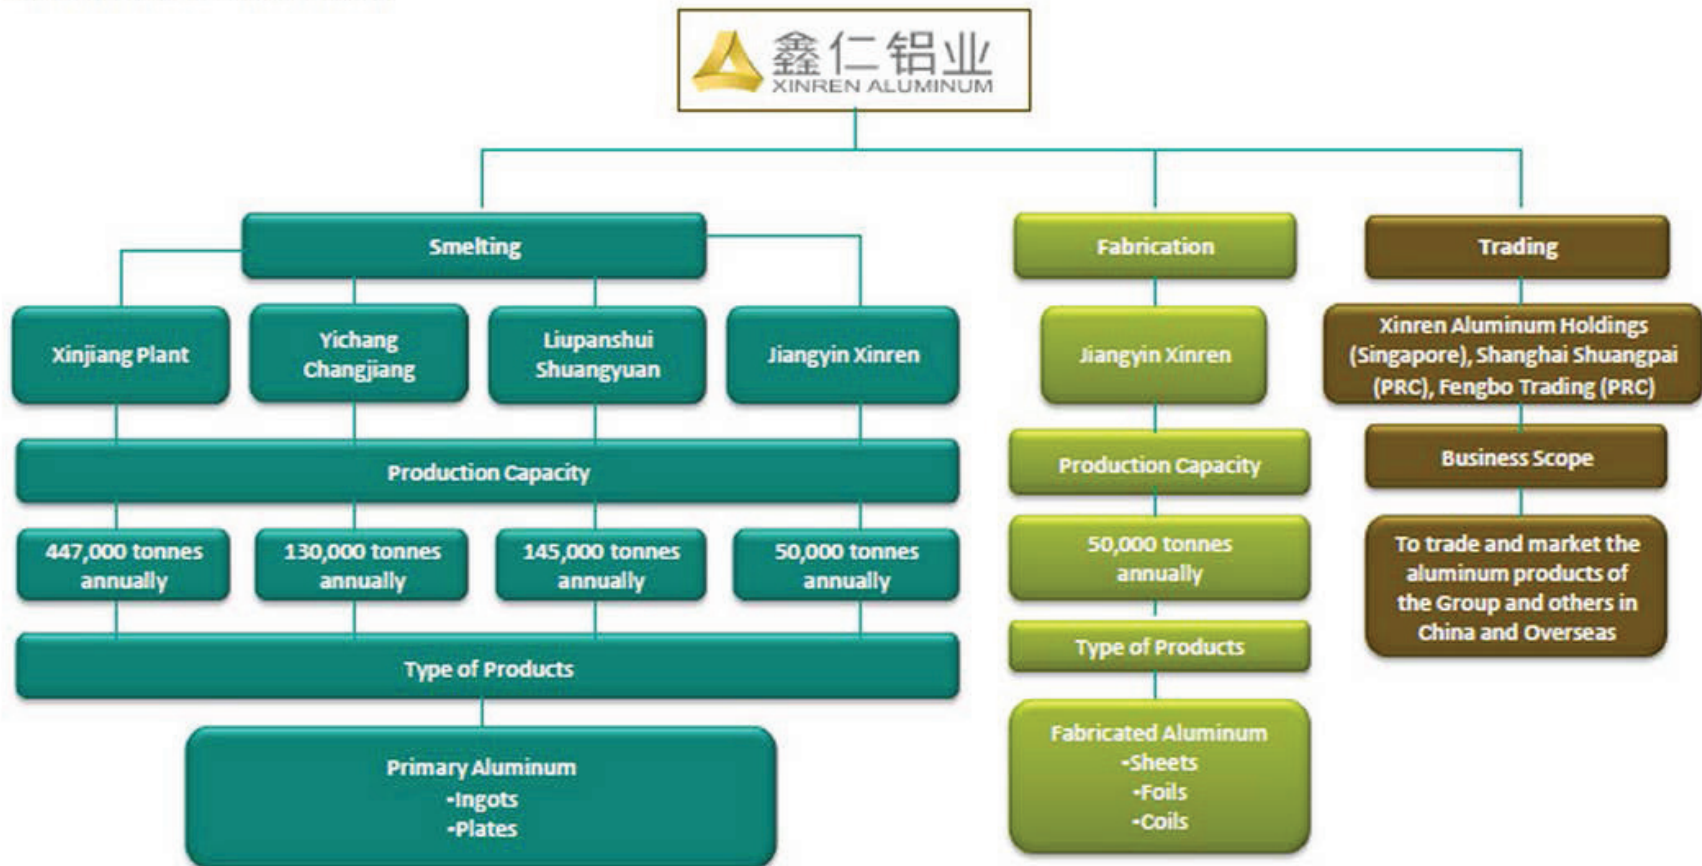 鑫仁铝业
XINREN ALUMINUM
Smelting
Fabrication
Trading
Xinjiang Plant
Yichang
Changjiang
Liupanshui
Shuangyuan
Jiangyin Xinren
Jiangyin Xinren
Xinren Aluminum Holdings
(Singapore), Shanghai Shuangpai
(PRC), Fengbo Trading (PRC)
Production Capacity
Production Capacity
Business Scope
447,000 tonnes
annually
130,000 tonnes
annually
145,000 tonnes
annually
50,000 tonnes
annually
50,000 tonnes
annually
To trade and market the
aluminum products of
the Group and others in
China and Overseas
Type of Products
Type of Products
Primary Aluminum
•Ingots
•Plates
Fabricated Aluminum
•Sheets
•Foils
•Coils